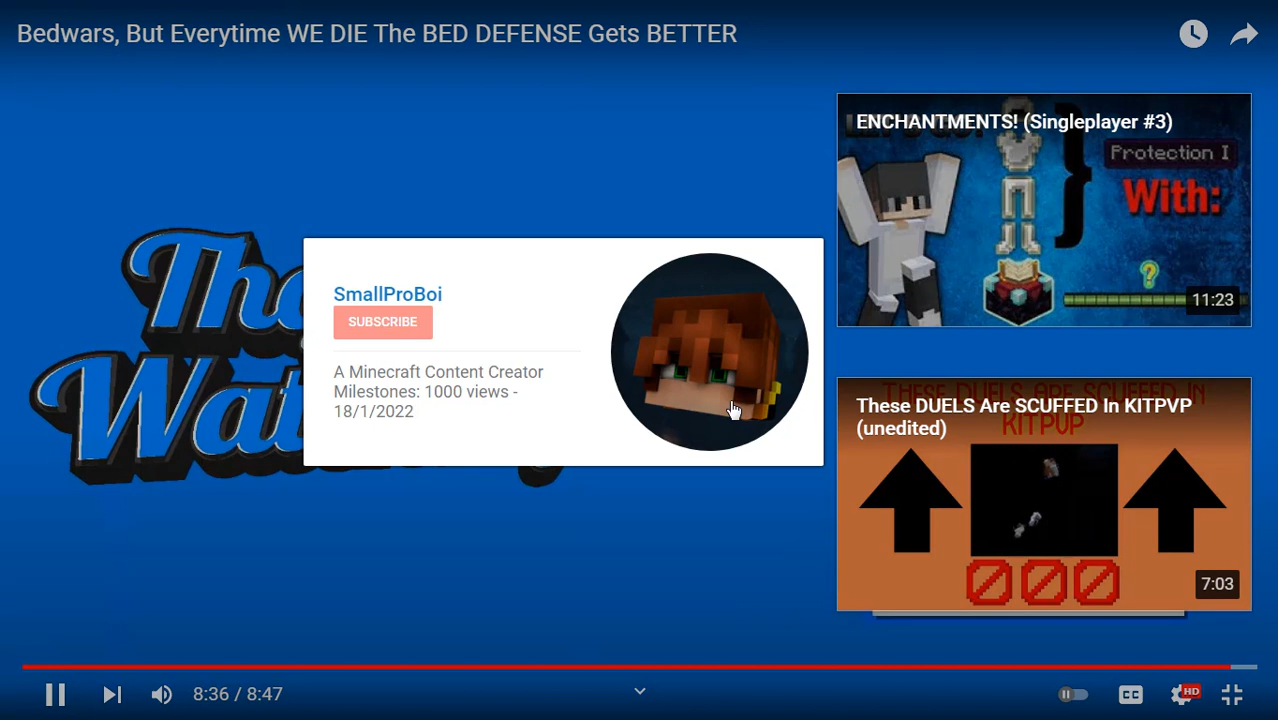 Bedwars, But Everytime WE DIE The BED DEFENSE Gets BETTER
ENCHANTMENTS! (Singleplayer #3)
Protection I
With:
11:23
SmallProBoi
SUBSCRIBE
A Minecraft Content Creator
Milestones: 1000 views -
18/1/2022
THESE DUELS ARE SCUFFED IN
KITPVP
These DUELS Are SCUFFED In KITPVP
(unedited)
7:03
8:36 / 8:47
CC
HD